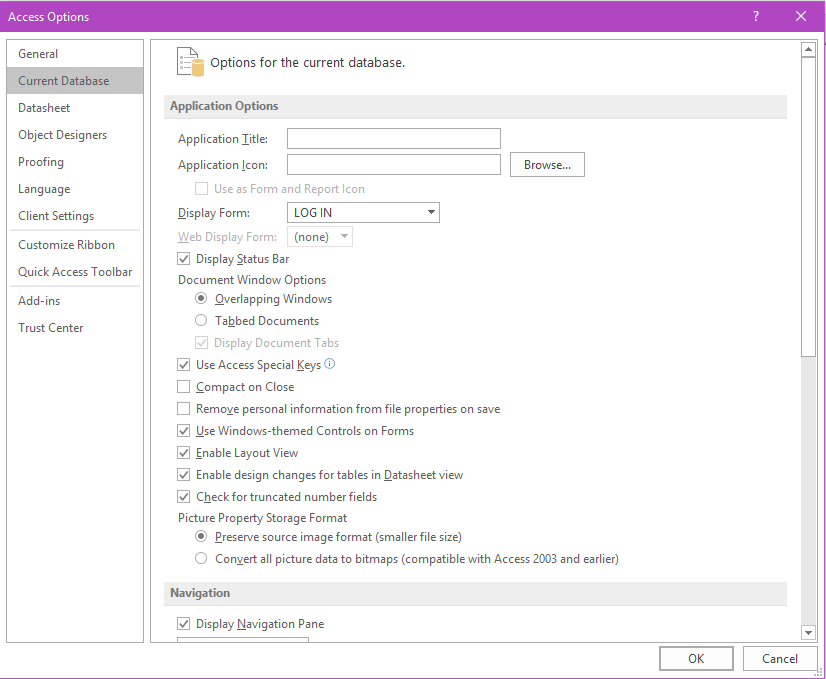 Access Options
?
General
Current Database
Datasheet
Object Designers
Proofing
Language
Client Settings
Customize Ribbon
Quick Access Toolbar
Add-ins
Trust Center
Options for the current database.
Application Options
Application Title:
Application Icon:
Browse...
Use as Form and Report Icon
Display Form:
LOG IN
Web Display Form:
(none)
Display Status Bar
Document Window Options
Overlapping Windows
Tabbed Documents
Display Document Tabs
Use Access Special Keys
Compact on Close
Remove personal information from file properties on save
Use Windows-themed Controls on Forms
Enable Layout View
Enable design changes for tables in Datasheet view
Check for truncated number fields
Picture Property Storage Format
Preserve source image format (smaller file size)
Convert all picture data to bitmaps (compatible with Access 2003 and earlier)
Navigation
Display Navigation Pane
OK
Cancel